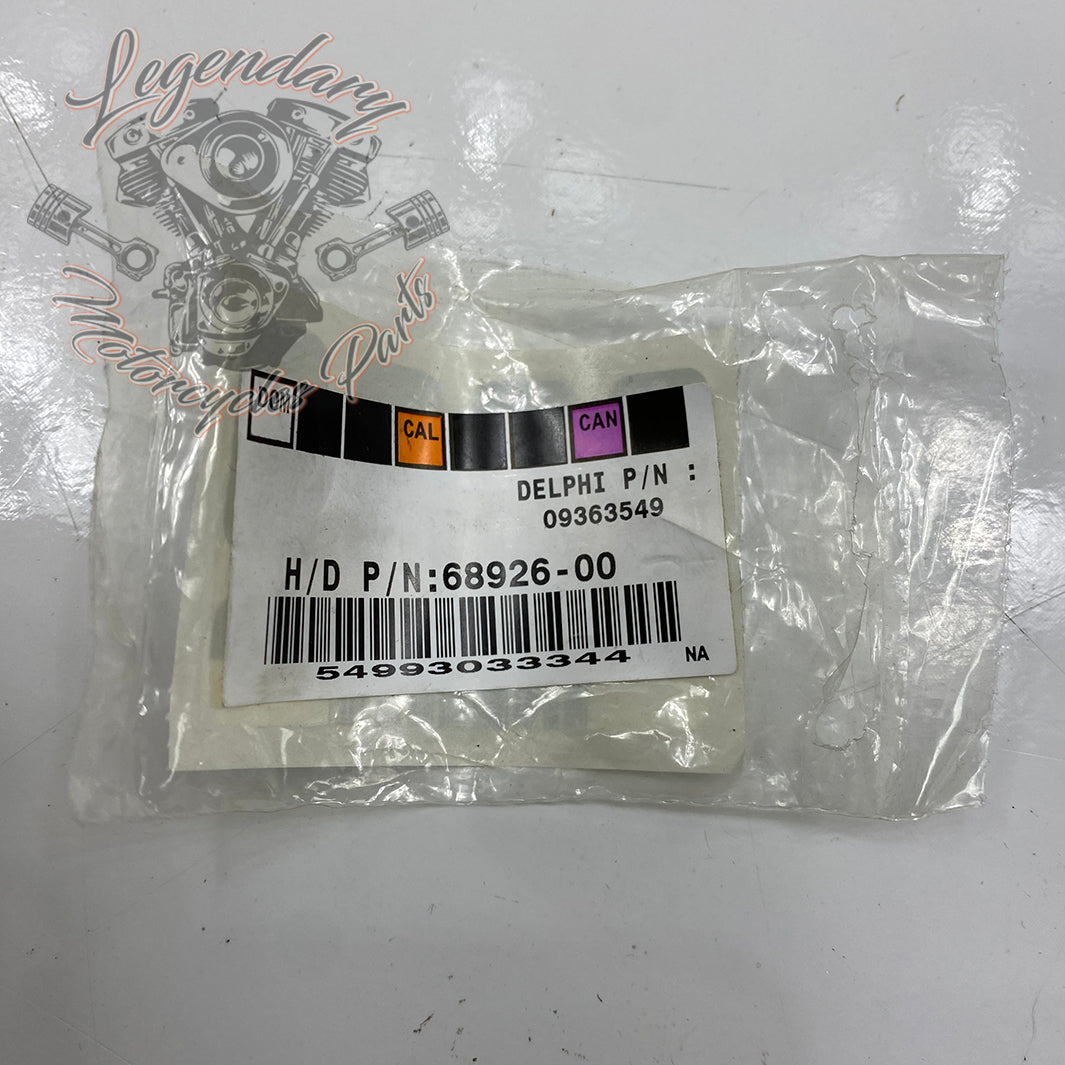 Legendary
Motorcycle Parts
DOM
CAL
CAN
DELPHI P/N :
09363549
H/D P/N:68926-00
54993033344
NA